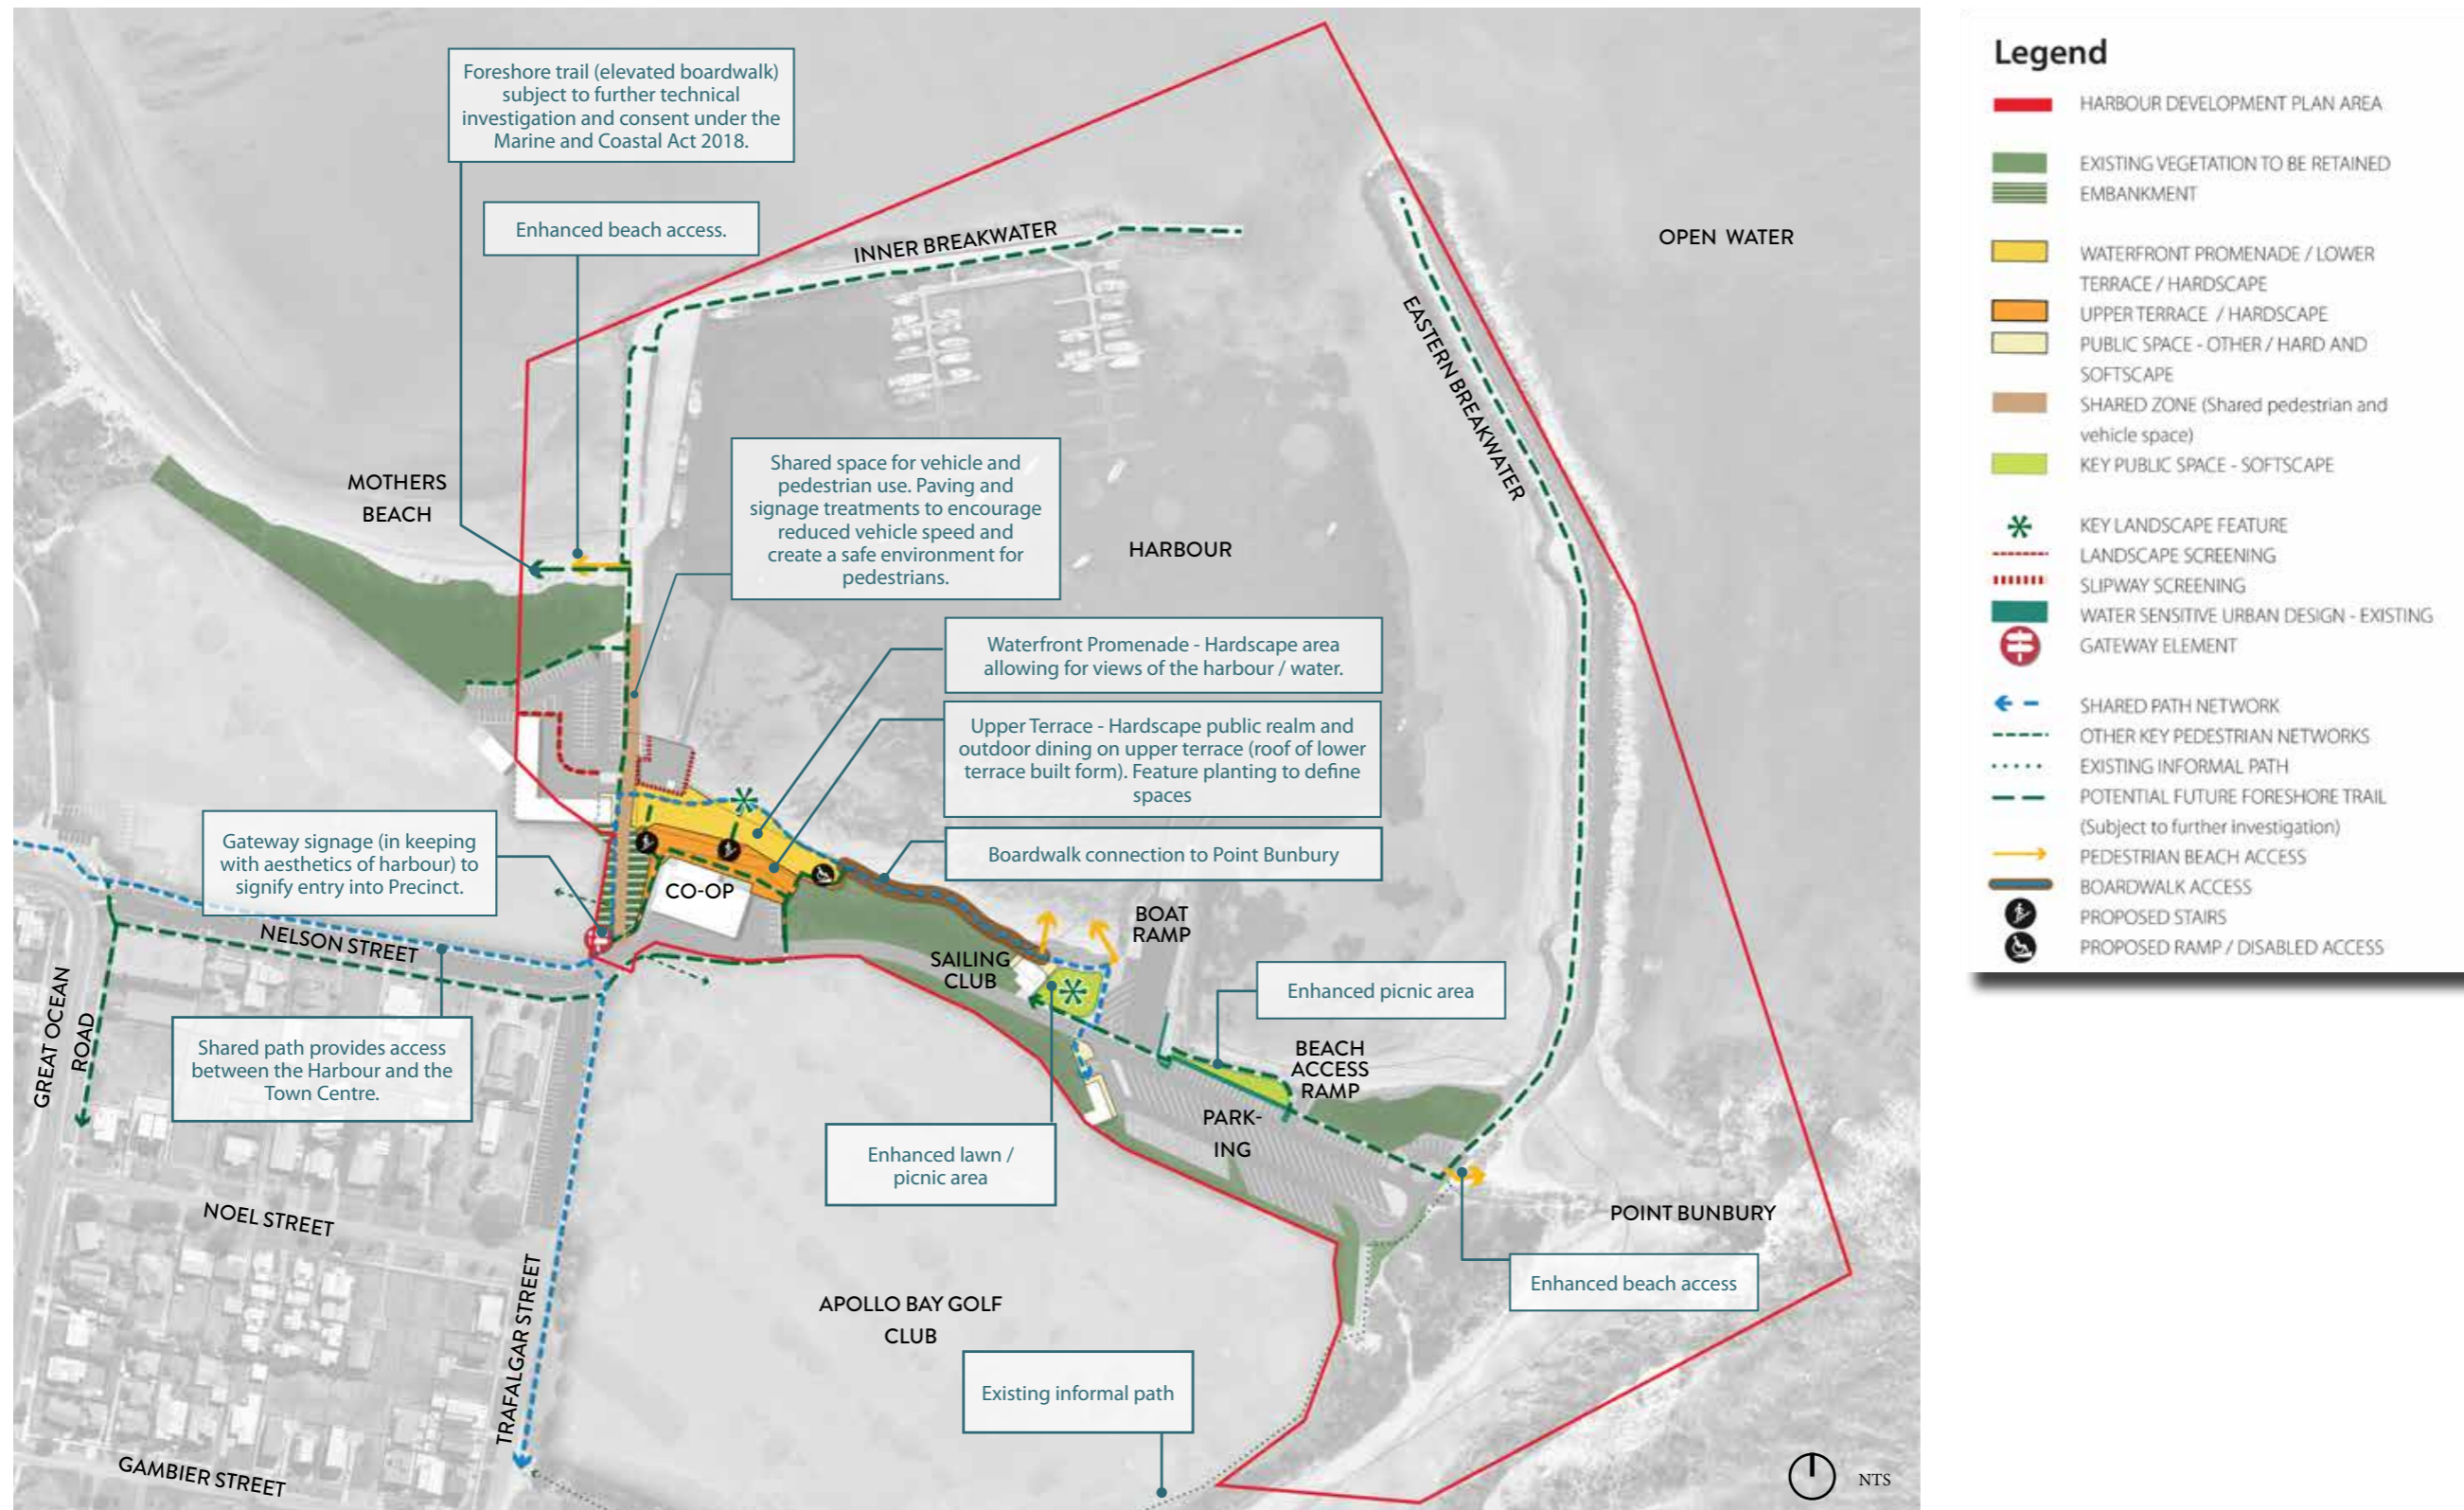 Foreshore trail (elevated boardwalk)
subject to further technical
investigation and consent under the
Marine and Coastal Act 2018.
Enhanced beach access.
INNER BREAKWATER
OPEN WATER
EASTERN BREAKWATER
MOTHERS
BEACH
Shared space for vehicle and
pedestrian use. Paving and
signage treatments to encourage
reduced vehicle speed and
create a safe environment for
pedestrians.
HARBOUR
Waterfront Promenade - Hardscape area
allowing for views of the harbour / water.
Upper Terrace - Hardscape public realm and
outdoor dining on upper terrace (roof of lower
terrace built form). Feature planting to define
spaces
Boardwalk connection to Point Bunbury
Gateway signage (in keeping
with aesthetics of harbour) to
signify entry into Precinct.
CO-OP
NELSON STREET
BOAT
RAMP
SAILING
CLUB
GREAT OCEAN
ROAD
Shared path provides access
between the Harbour and the
Town Centre.
Enhanced picnic area
BEACH
ACCESS
RAMP
PARK-
ING
Enhanced lawn /
picnic area
NOEL STREET
POINT BUNBURY
Enhanced beach access
TRAFALGAR STREET
APOLLO BAY GOLF
CLUB
Existing informal path
GAMBIER STREET
NTS
Legend
HARBOUR DEVELOPMENT PLAN AREA
EXISTING VEGETATION TO BE RETAINED
EMBANKMENT
WATERFRONT PROMENADE / LOWER
TERRACE / HARDSCAPE
UPPER TERRACE / HARDSCAPE
PUBLIC SPACE - OTHER / HARD AND
SOFTSCAPE
SHARED ZONE (Shared pedestrian and
vehicle space)
KEY PUBLIC SPACE - SOFTSCAPE
KEY LANDSCAPE FEATURE
LANDSCAPE SCREENING
SLIPWAY SCREENING
WATER SENSITIVE URBAN DESIGN - EXISTING
GATEWAY ELEMENT
SHARED PATH NETWORK
OTHER KEY PEDESTRIAN NETWORKS
EXISTING INFORMAL PATH
POTENTIAL FUTURE FORESHORE TRAIL
(Subject to further investigation)
PEDESTRIAN BEACH ACCESS
BOARDWALK ACCESS
PROPOSED STAIRS
PROPOSED RAMP / DISABLED ACCESS